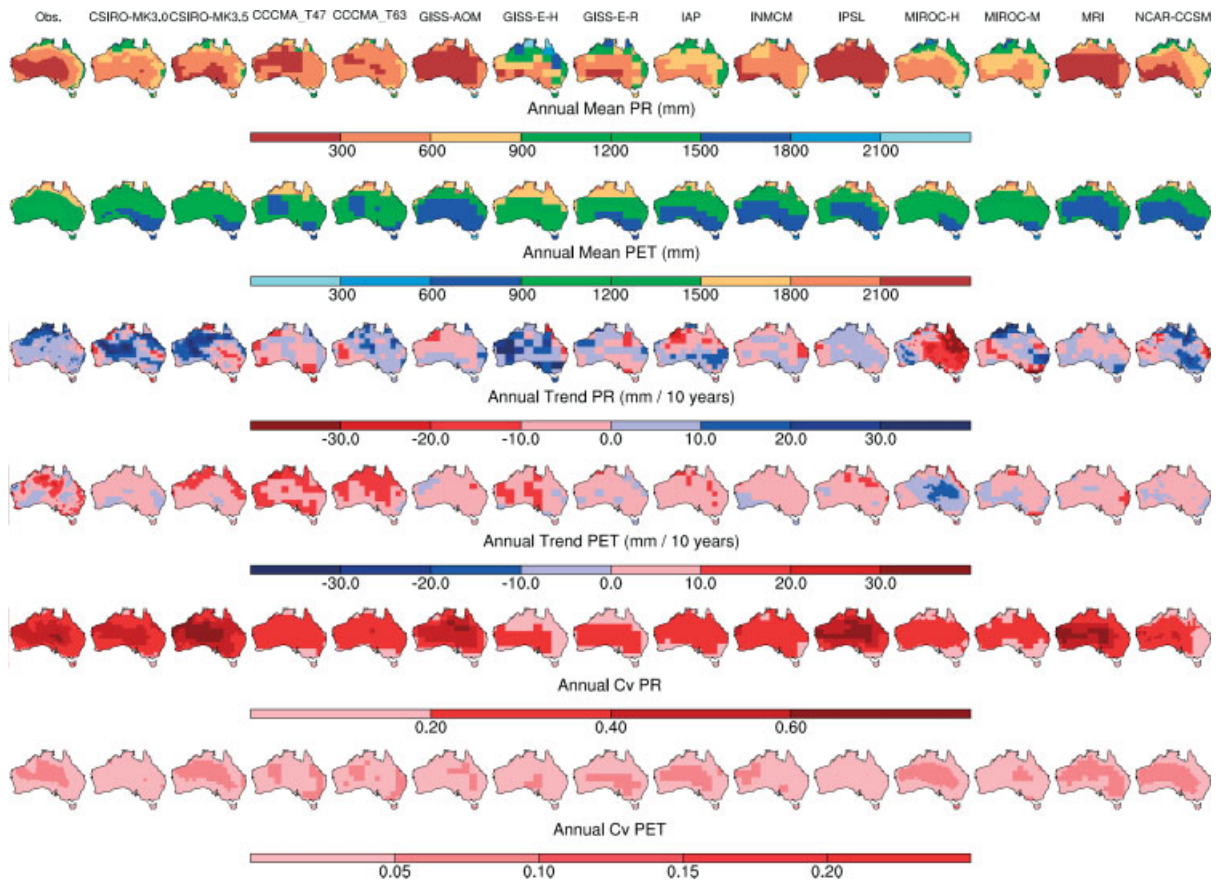 Obs. CSIRO-MK3.0 CSIRO-MK3.5 CCCMA_T47 CCCMA_T63 GISS-AOM GISS-E-H GISS-E-R IAP INMCM IPSL MIROC-H MIROC-M MRI NCAR-CCSM
Annual Mean PR (mm)
300 600 900 1200 1500 1800 2100
Annual Mean PET (mm)
300 600 900 1200 1500 1800 2100
Annual Trend PR (mm / 10 years)
-30.0 -20.0 -10.0 0.0 10.0 20.0 30.0
Annual Trend PET (mm / 10 years)
-30.0 -20.0 -10.0 0.0 10.0 20.0 30.0
Annual Cv PR
0.20 0.40 0.60
Annual Cv PET
0.05 0.10 0.15 0.20